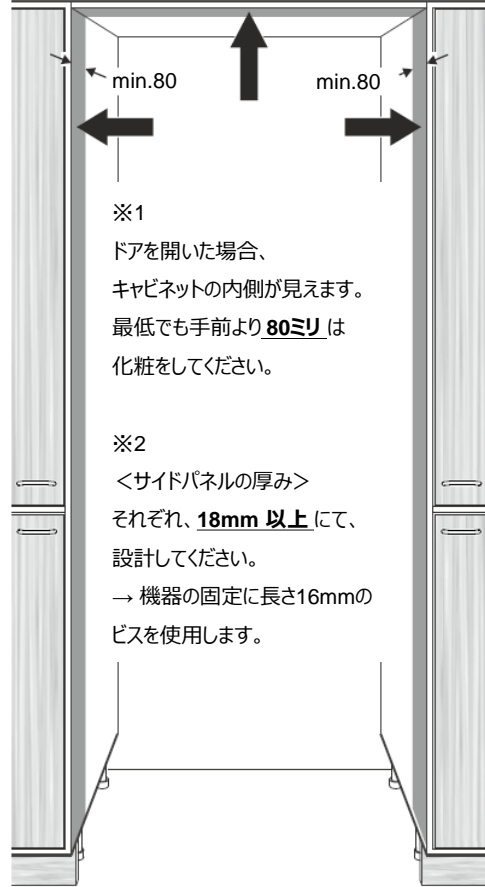 min.80
min.80
※1
ドアを開いた場合、
キャビネットの内側が見えます。
最低でも手前より 80ミリ は
化粧をしてください。
※2
＜サイドパネルの厚み＞
それぞれ、18mm 以上 にて、
設計してください。
→ 機器の固定に長さ16mmの
ビスを使用します。